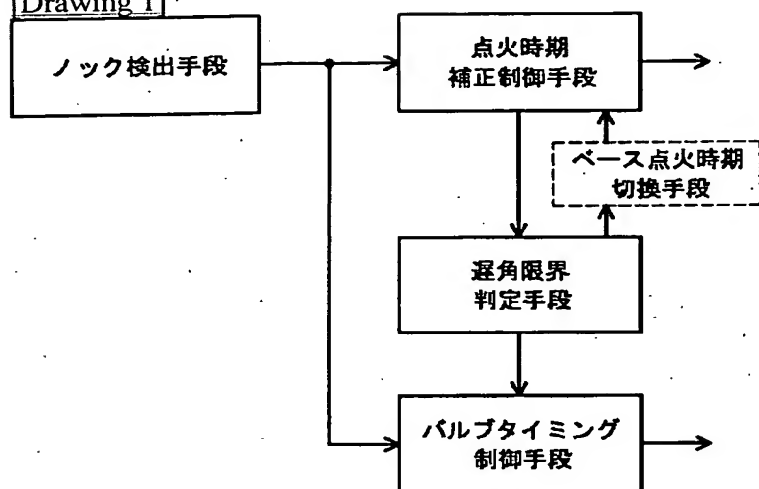 Drawing 1
ノック検出手段
点火時期
補正制御手段
ベース点火時期
切換手段
遅角限界
判定手段
バルブタイミング
制御手段